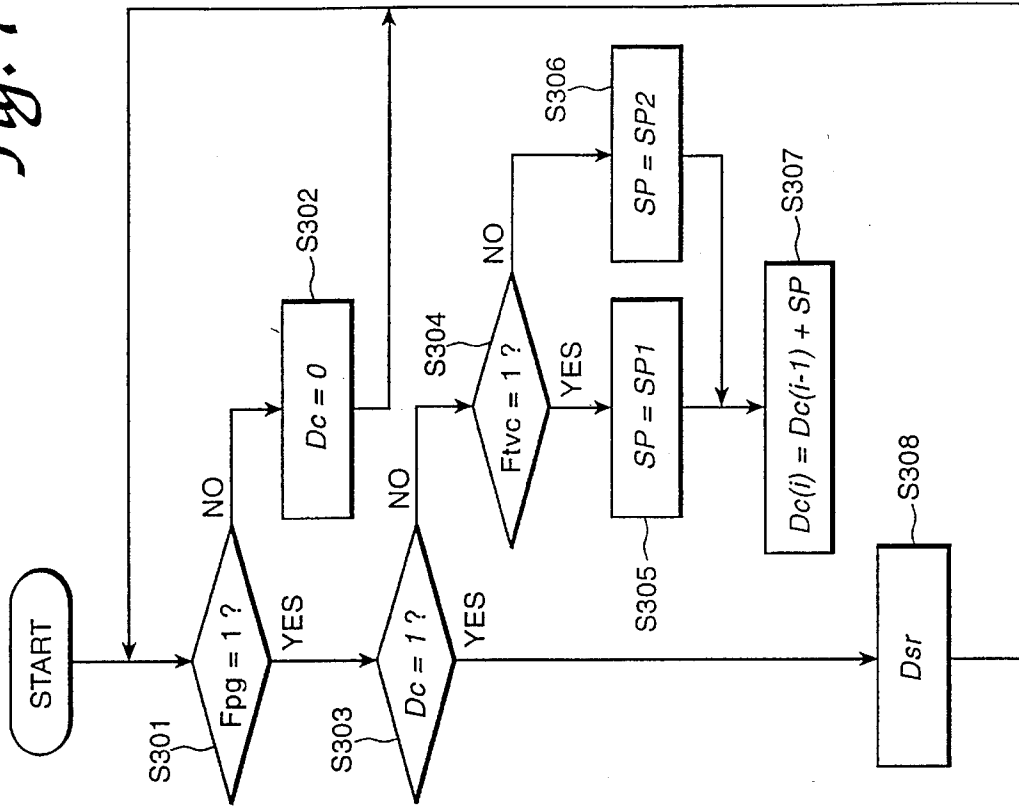 START
S301
Fpg = 1 ?
NO
S302
Dc = 0
YES
S303
Dc = 1 ?
NO
S304
Ftvc = 1 ?
NO
S306
SP = SP2
YES
YES
S305
SP = SP1
S307
Dc(i) = Dc(i-1) + SP
S308
Dsr